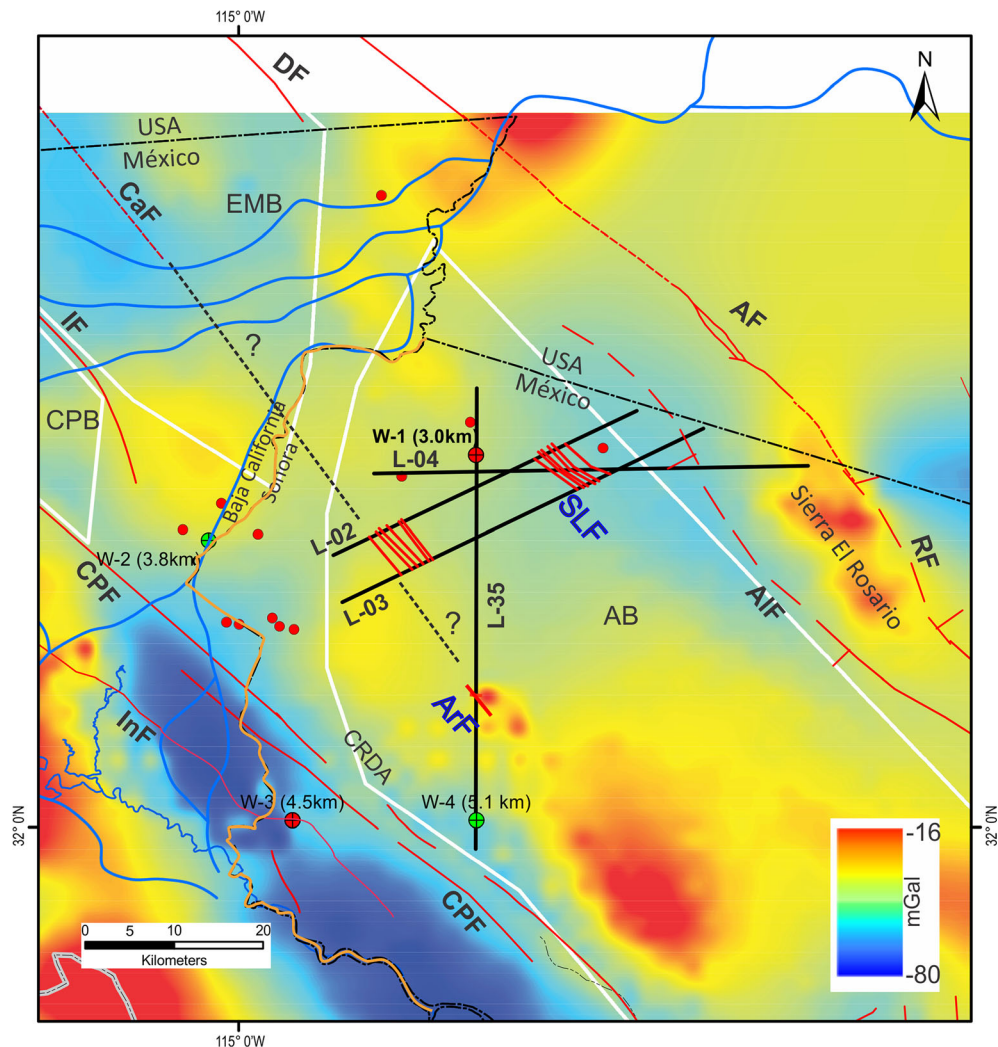 115° 0'W
DF
N
USA
México
CaF
EMB
AF
IF
?
USA
México
CPB
Baja California
Sonora
W-1 (3.0km)
L-04
Sierra El Rosario
SLF
L-02
RF
W-2 (3.8km)
CPF
L-03
L-35
AIF
?
AB
ArF
InF
CRDA
W-3 (4.5km)
W-4 (5.1 km)
32° 0'N
32° 0'N
-16
mGal
-80
CPF
0 5 10 20
Kilometers
115° 0'W